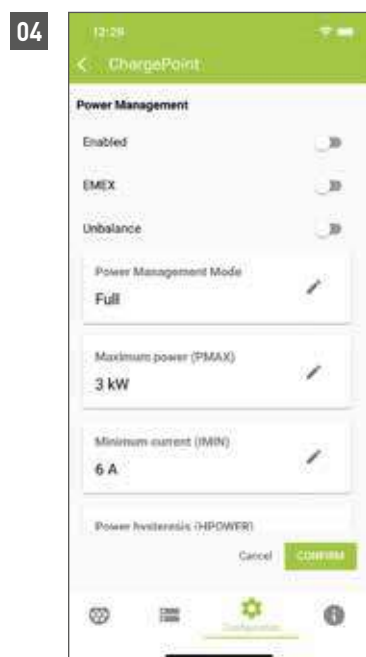 04
12:29
ChargePoint
Power Management
Enabled
EMEX
Unbalance
Power Management Mode
Full
Maximum power (PMAX)
3 kW
Minimum current (IMIN)
6 A
Power hysteresis (HPOWER)
Cancel CONFIRM
Configuration